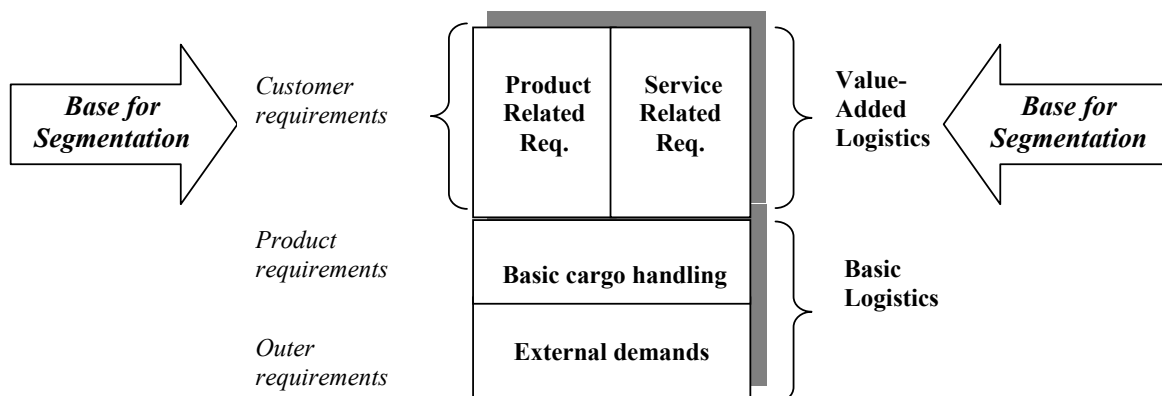 Base for
Segmentation
Customer
requirements
Product
Related
Req.
Service
Related
Req.
Value-
Added
Logistics
Base for
Segmentation
Product
requirements
Basic cargo handling
Basic
Logistics
Outer
requirements
External demands